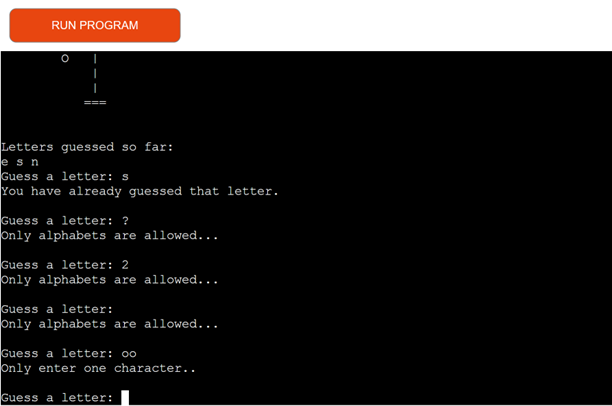 RUN PROGRAM
O   |
|
|
===
Letters guessed so far:
e s n
Guess a letter: s
You have already guessed that letter.
Guess a letter: ?
Only alphabets are allowed...
Guess a letter: 2
Only alphabets are allowed...
Guess a letter:
Only alphabets are allowed...
Guess a letter: oo
Only enter one character..
Guess a letter: